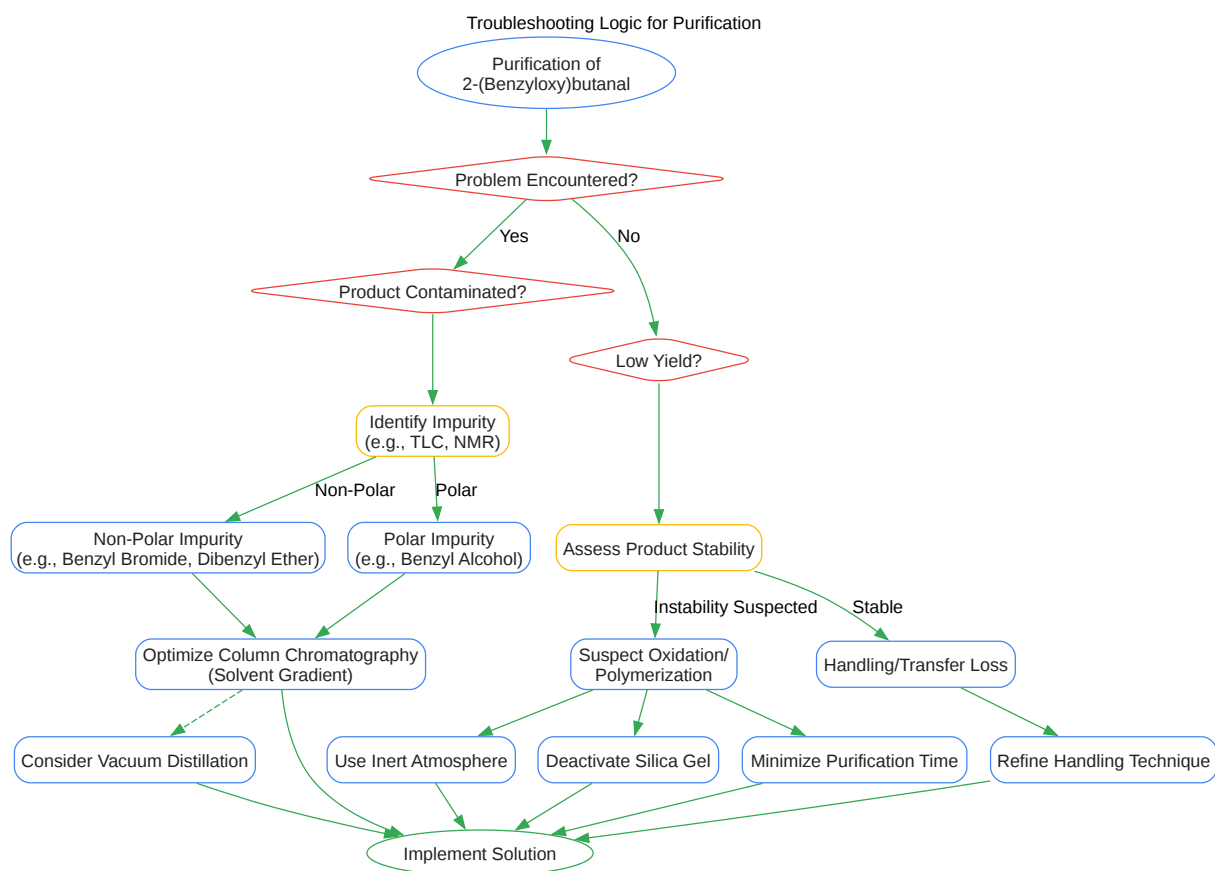 Troubleshooting Logic for Purification
Purification of
2-(Benzyloxy)butanal
Problem Encountered?
Yes
No
Product Contaminated?
Low Yield?
Identify Impurity
(e.g., TLC, NMR)
Non-Polar
Polar
Non-Polar Impurity
(e.g., Benzyl Bromide, Dibenzyl Ether)
Polar Impurity
(e.g., Benzyl Alcohol)
Assess Product Stability
Instability Suspected
Stable
Optimize Column Chromatography
(Solvent Gradient)
Suspect Oxidation/
Polymerization
Handling/Transfer Loss
Consider Vacuum Distillation
Use Inert Atmosphere
Deactivate Silica Gel
Minimize Purification Time
Refine Handling Technique
Implement Solution